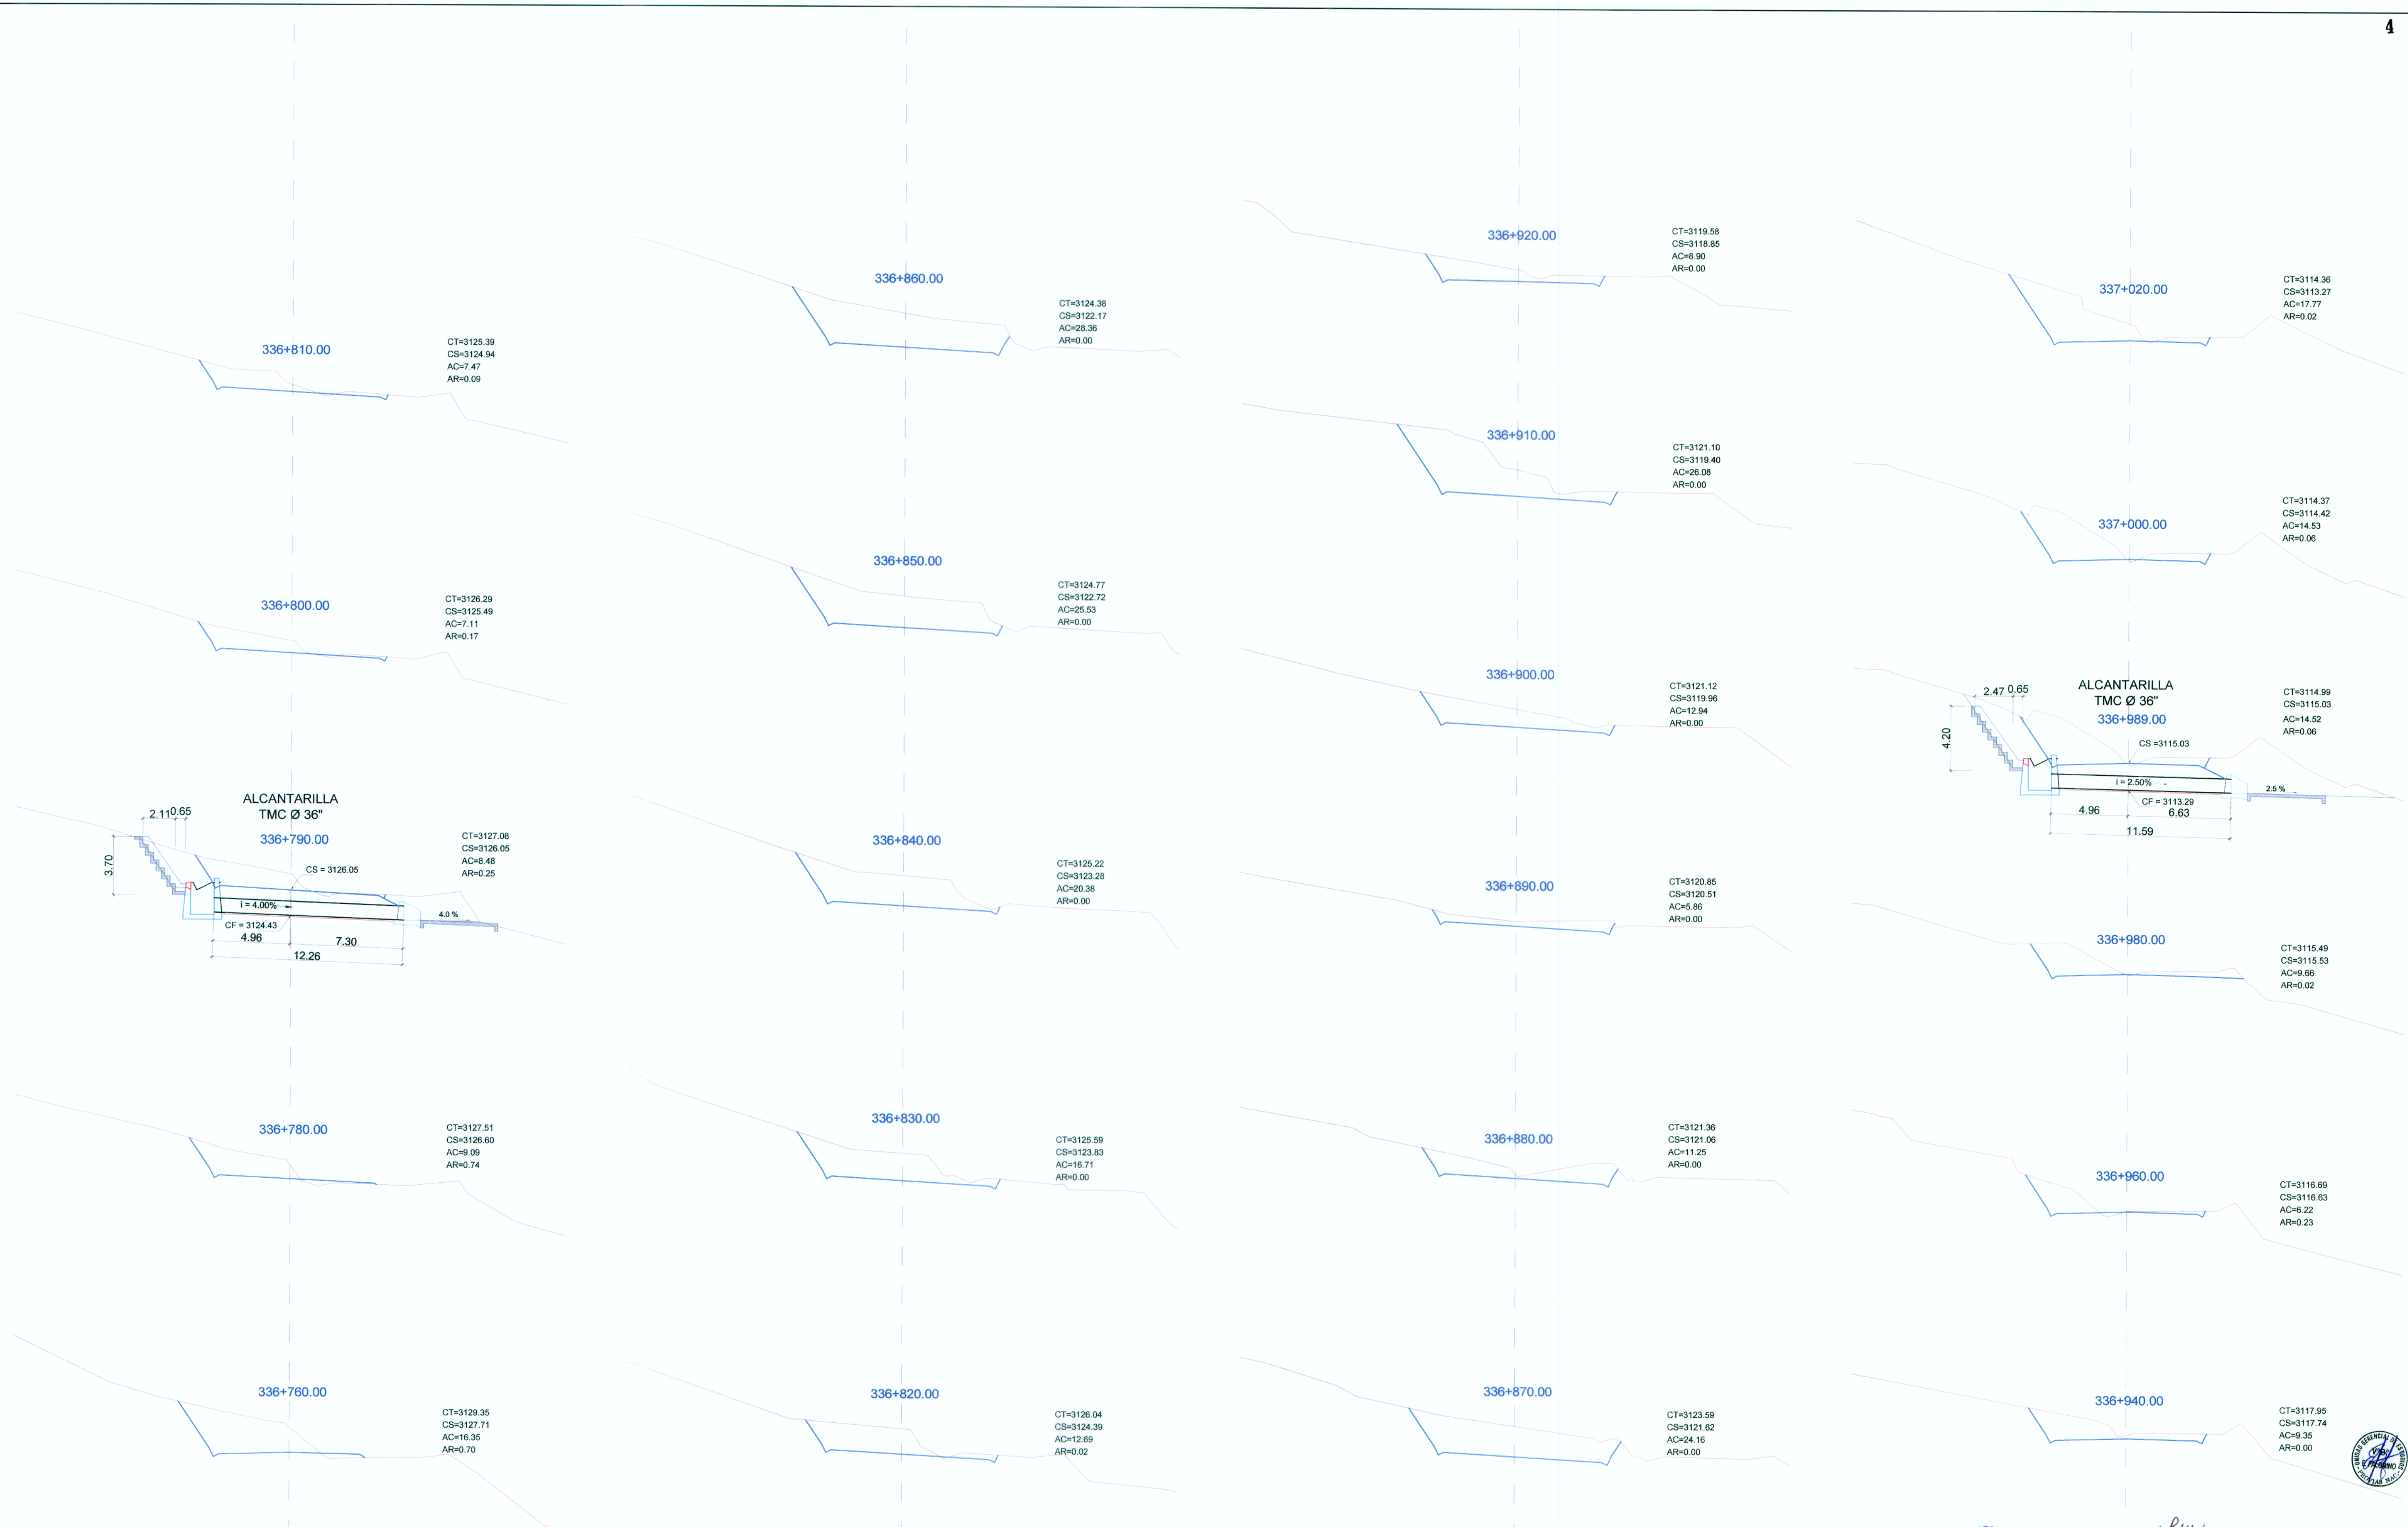 4
336+810.00
CT=3125.39
CS=3124.94
AC=7.47
AR=0.09
336+800.00
CT=3126.29
CS=3125.49
AC=7.11
AR=0.17
ALCANTARILLA
TMC Ø 36"
336+790.00
2.11 0.65
3.70
CT=3127.08
CS=3126.05
AC=8.48
AR=0.25
CS = 3126.05
i = 4.00%
4.0 %
CF = 3124.43
4.96
7.30
12.26
336+780.00
CT=3127.51
CS=3126.60
AC=9.09
AR=0.74
336+760.00
CT=3129.35
CS=3127.71
AC=16.35
AR=0.70
336+860.00
CT=3124.38
CS=3122.17
AC=28.36
AR=0.00
336+850.00
CT=3124.77
CS=3122.72
AC=25.53
AR=0.00
336+840.00
CT=3125.22
CS=3123.28
AC=20.38
AR=0.00
336+830.00
CT=3125.59
CS=3123.83
AC=16.71
AR=0.00
336+820.00
CT=3126.04
CS=3124.39
AC=12.69
AR=0.02
336+920.00
CT=3119.58
CS=3118.85
AC=8.90
AR=0.00
336+910.00
CT=3121.10
CS=3119.40
AC=26.08
AR=0.00
336+900.00
CT=3121.12
CS=3119.96
AC=12.94
AR=0.00
336+890.00
CT=3120.85
CS=3120.51
AC=5.86
AR=0.00
336+880.00
CT=3121.36
CS=3121.06
AC=11.25
AR=0.00
336+870.00
CT=3123.59
CS=3121.62
AC=24.16
AR=0.00
337+020.00
CT=3114.36
CS=3113.27
AC=17.77
AR=0.02
337+000.00
CT=3114.37
CS=3114.42
AC=14.53
AR=0.06
ALCANTARILLA
TMC Ø 36"
336+989.00
2.47 0.65
4.20
CT=3114.99
CS=3115.03
AC=14.52
AR=0.06
CS =3115.03
i = 2.50%
2.5 %
CF = 3113.29
4.96
6.63
11.59
336+980.00
CT=3115.49
CS=3115.53
AC=9.66
AR=0.02
336+960.00
CT=3116.69
CS=3116.63
AC=6.22
AR=0.23
336+940.00
CT=3117.95
CS=3117.74
AC=9.35
AR=0.00
UNIDAD GERENCIAL DE ESTUDIOS